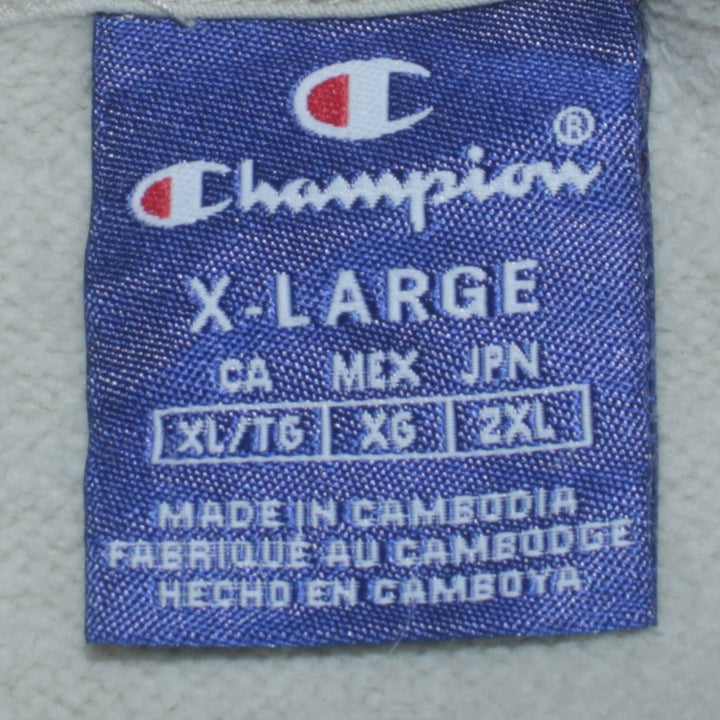 ®
Champion
X-LARGE
CA MEX JPN
XL/TG XG 2XL
MADE IN CAMBODIA
FABRIQUÉ AU CAMBODGE
HECHO EN CAMBOYA